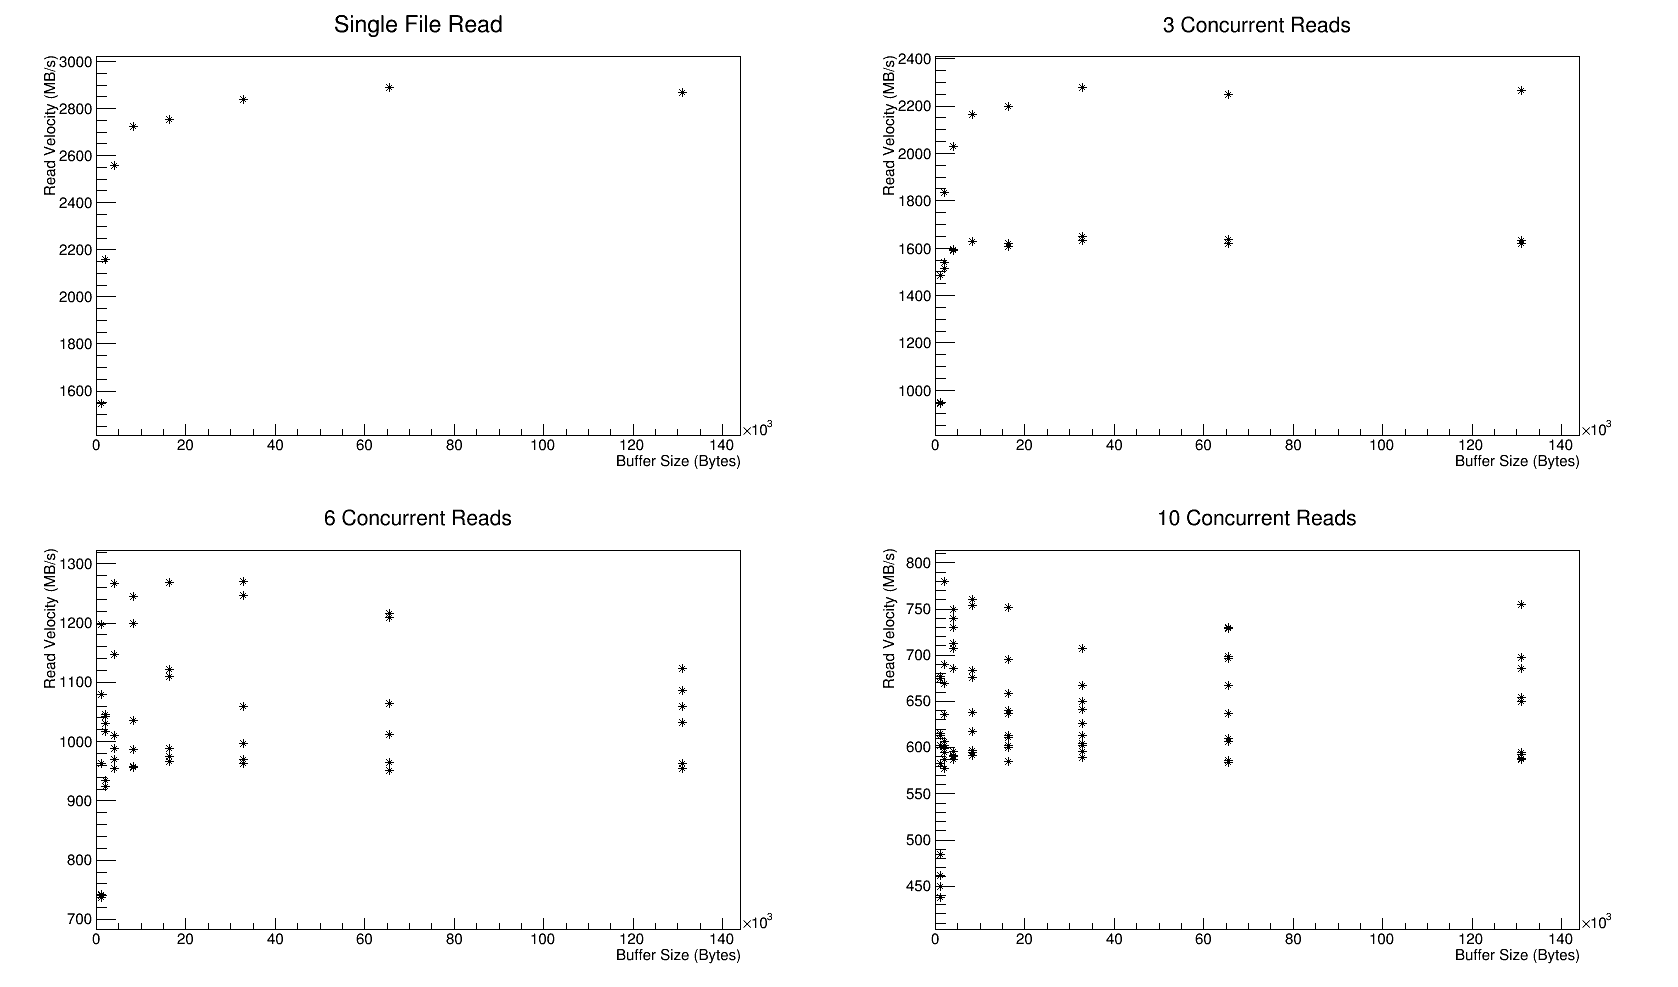 Single File Read
Read Velocity (MB/s)
3000
2800
2600
2400
2200
2000
1800
1600
0 20 40 60 80 100 120 140
×10³
Buffer Size (Bytes)
3 Concurrent Reads
Read Velocity (MB/s)
2400
2200
2000
1800
1600
1400
1200
1000
0 20 40 60 80 100 120 140
×10³
Buffer Size (Bytes)
6 Concurrent Reads
Read Velocity (MB/s)
1300
1200
1100
1000
900
800
700
0 20 40 60 80 100 120 140
×10³
Buffer Size (Bytes)
10 Concurrent Reads
Read Velocity (MB/s)
800
750
700
650
600
550
500
450
0 20 40 60 80 100 120 140
×10³
Buffer Size (Bytes)